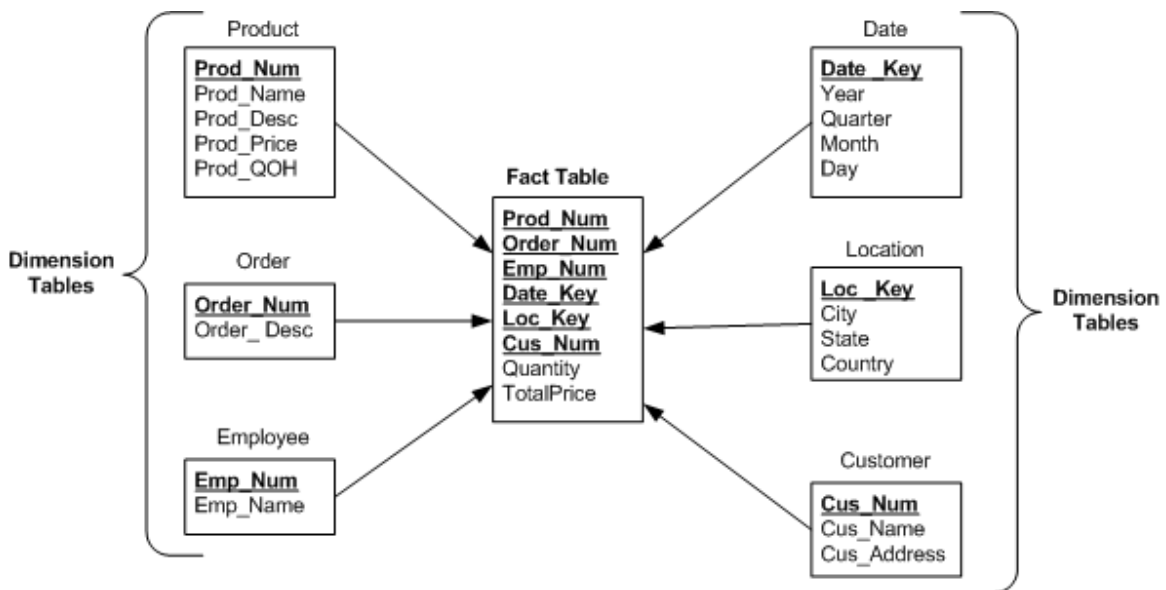 Product
Prod_Num
Prod_Name
Prod_Desc
Prod_Price
Prod_QOH
Order
Order_Num
Order_ Desc
Employee
Emp_Num
Emp_Name
Dimension
Tables
Fact Table
Prod_Num
Order_Num
Emp_Num
Date_Key
Loc_Key
Cus_Num
Quantity
TotalPrice
Date
Date _Key
Year
Quarter
Month
Day
Location
Loc _Key
City
State
Country
Customer
Cus_Num
Cus_Name
Cus_Address
Dimension
Tables